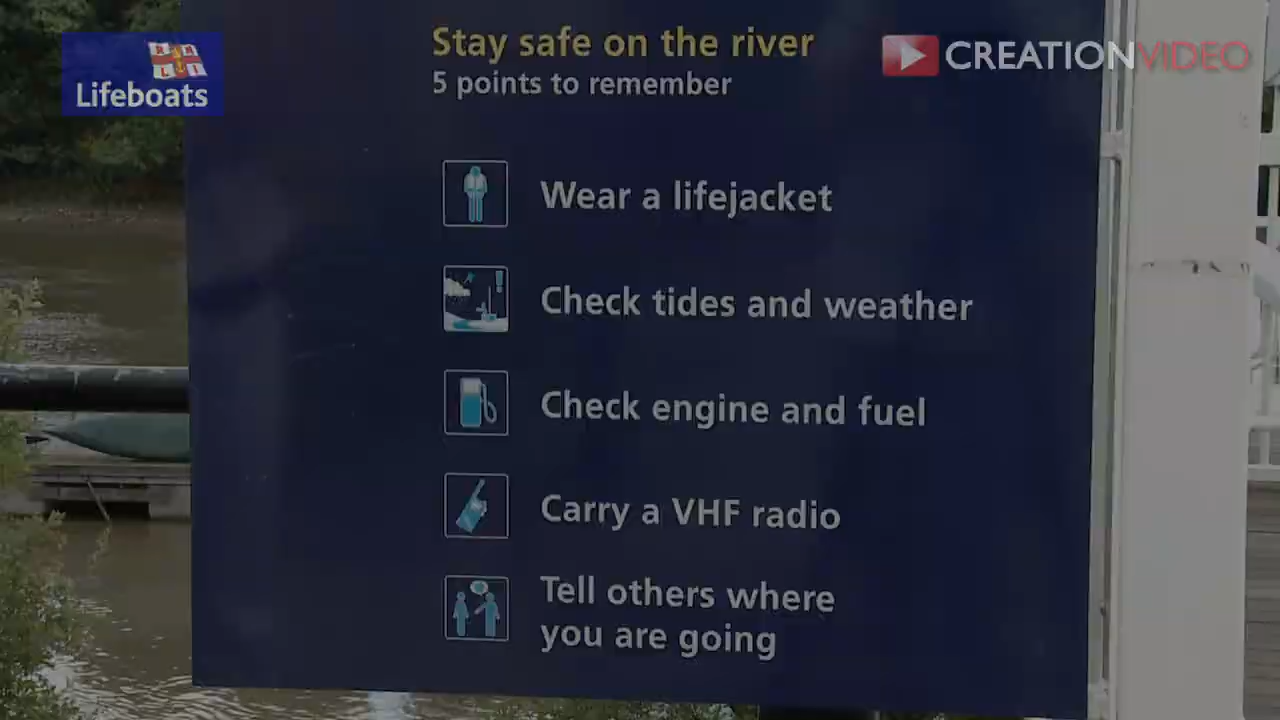 R N
L I
Lifeboats
CREATIONVIDEO
Stay safe on the river
5 points to remember
Wear a lifejacket
Check tides and weather
Check engine and fuel
Carry a VHF radio
Tell others where
you are going